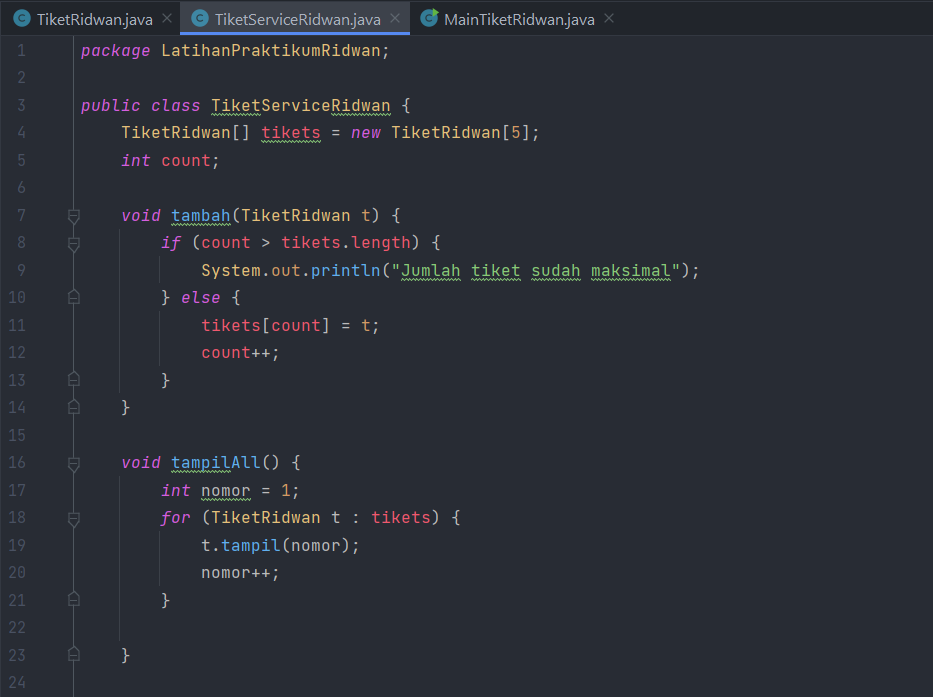 TiketRidwan.java TiketServiceRidwan.java MainTiketRidwan.java
1 package LatihanPraktikumRidwan;
2
3 public class TiketServiceRidwan {
4     TiketRidwan[] tikets = new TiketRidwan[5];
5     int count;
6
7     void tambah(TiketRidwan t) {
8         if (count > tikets.length) {
9             System.out.println("Jumlah tiket sudah maksimal");
10         } else {
11             tikets[count] = t;
12             count++;
13         }
14     }
15
16     void tampilAll() {
17         int nomor = 1;
18         for (TiketRidwan t : tikets) {
19             t.tampil(nomor);
20             nomor++;
21         }
22
23     }
24